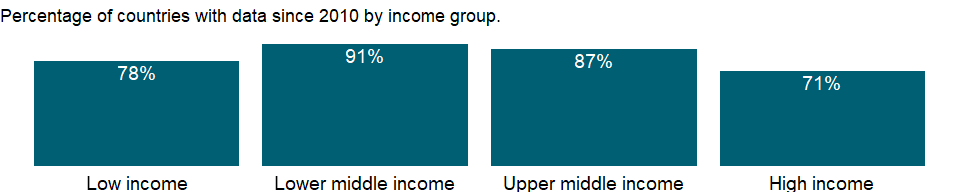 Percentage of countries with data since 2010 by income group.
78%
91%
87%
71%
Low income
Lower middle income
Upper middle income
High income